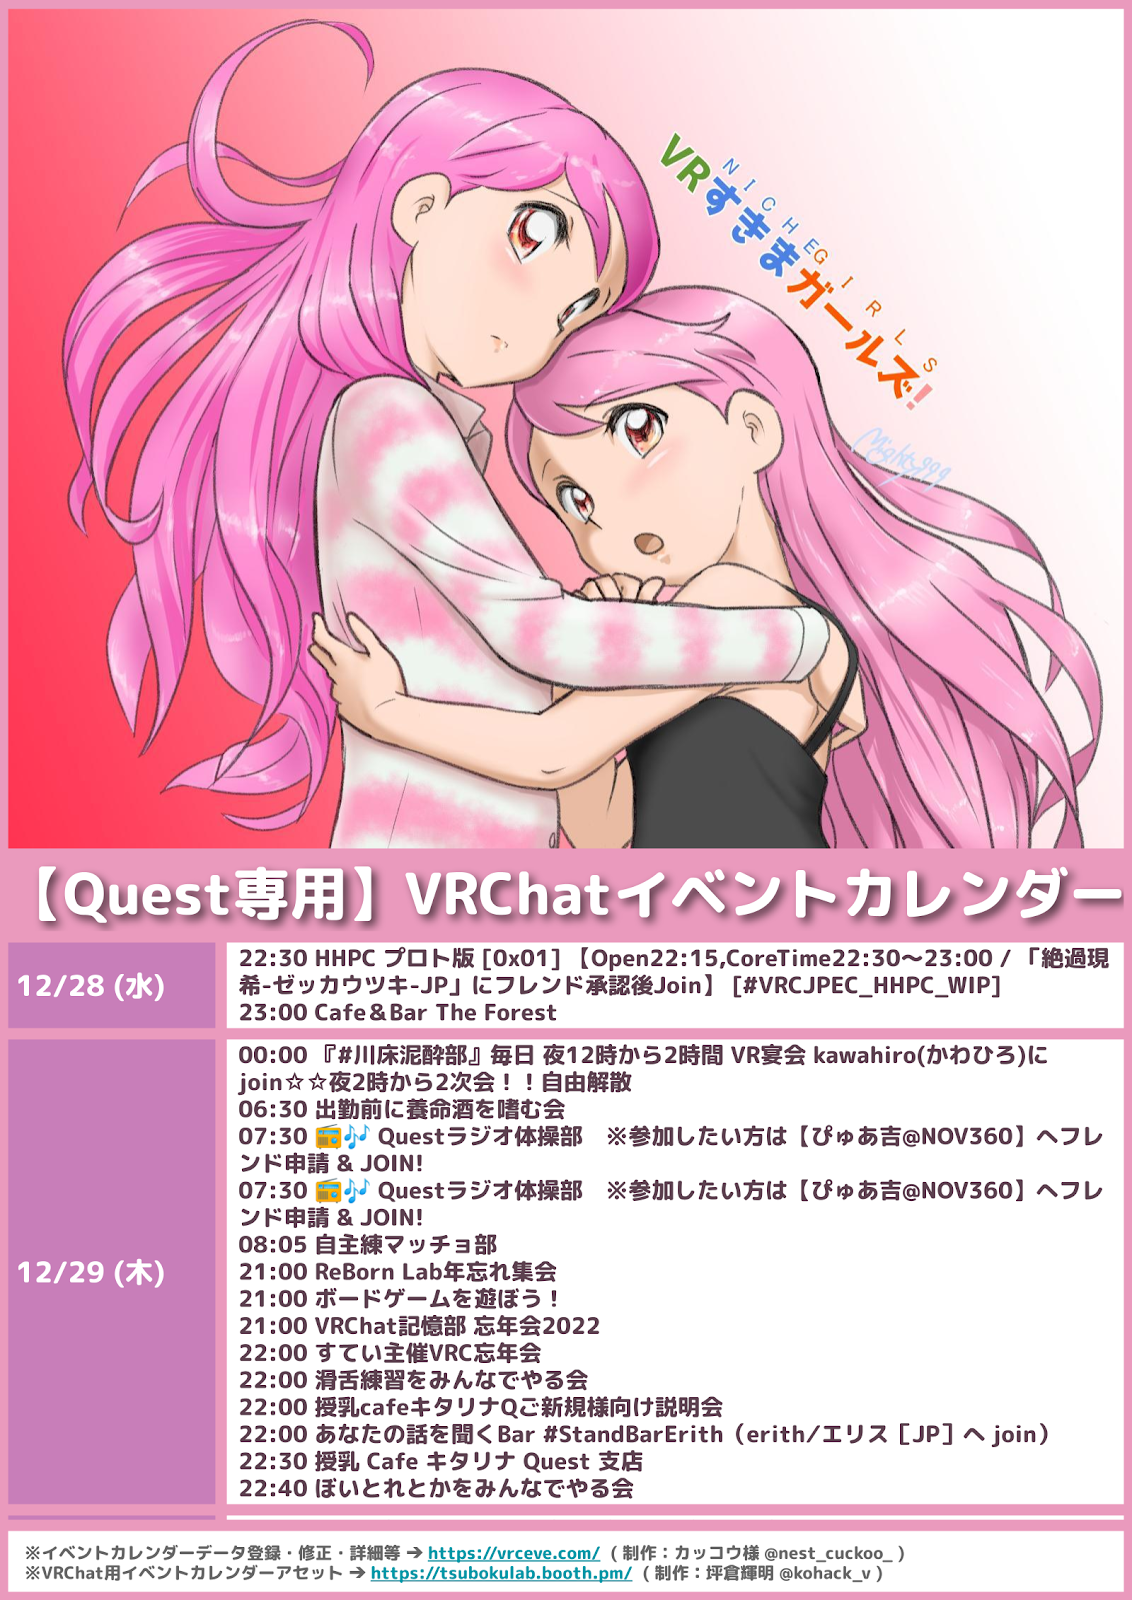 NICHE GIRLS
VRすきまガールズ!
Mighty999
【Quest専用】VRChatイベントカレンダー
12/28 (水)
22:30 HHPC プロト版 [0x01] 【Open22:15,CoreTime22:30〜23:00 / 「絶過現
希-ゼッカウツキ-JP」にフレンド承認後Join】 [#VRCJPEC_HHPC_WIP]
23:00 Cafe＆Bar The Forest
12/29 (木)
00:00 『#川床泥酔部』毎日 夜12時から2時間 VR宴会 kawahiro(かわひろ)に
join☆☆夜2時から2次会！！自由解散
06:30 出勤前に養命酒を嗜む会
07:30 📻🎶 Questラジオ体操部　※参加したい方は【ぴゅあ吉@NOV360】へフレ
ンド申請 & JOIN!
07:30 📻🎶 Questラジオ体操部　※参加したい方は【ぴゅあ吉@NOV360】へフレ
ンド申請 & JOIN!
08:05 自主練マッチョ部
21:00 ReBorn Lab年忘れ集会
21:00 ボードゲームを遊ぼう！
21:00 VRChat記憶部 忘年会2022
22:00 すてい主催VRC忘年会
22:00 滑舌練習をみんなでやる会
22:00 授乳cafeキタリナQご新規様向け説明会
22:00 あなたの話を聞くBar #StandBarErith（erith/エリス［JP］へ join）
22:30 授乳 Cafe キタリナ Quest 支店
22:40 ぼいとれとかをみんなでやる会
※イベントカレンダーデータ登録・修正・詳細等 ➔ https://vrceve.com/ （ 制作：カッコウ様 @nest_cuckoo_ ）
※VRChat用イベントカレンダーアセット ➔ https://tsubokulab.booth.pm/ （ 制作：坪倉輝明 @kohack_v ）